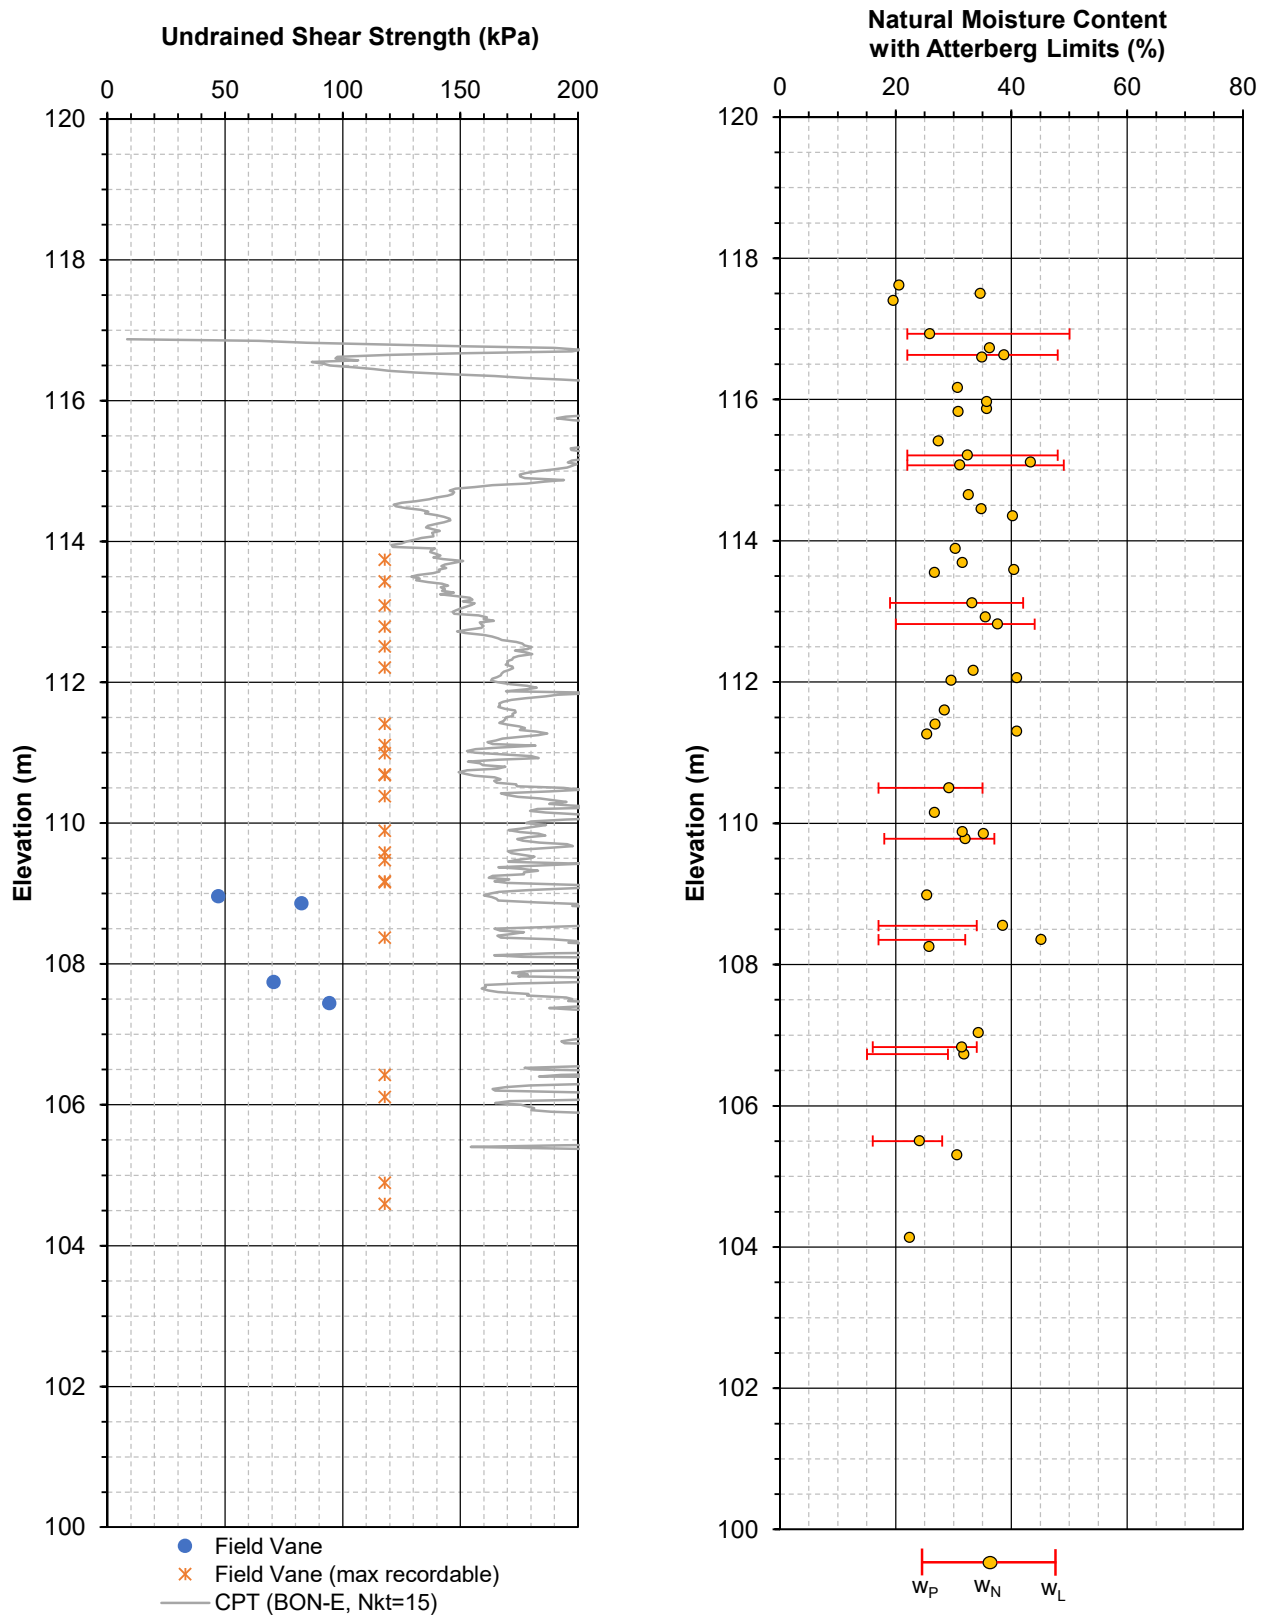 Undrained Shear Strength (kPa)
0 50 100 150 200
120
118
116
114
112
110
108
106
104
102
100
Elevation (m)
Field Vane
Field Vane (max recordable)
CPT (BON-E, Nkt=15)
Natural Moisture Content
with Atterberg Limits (%)
0 20 40 60 80
120
118
116
114
112
110
108
106
104
102
100
Elevation (m)
wP wN wL